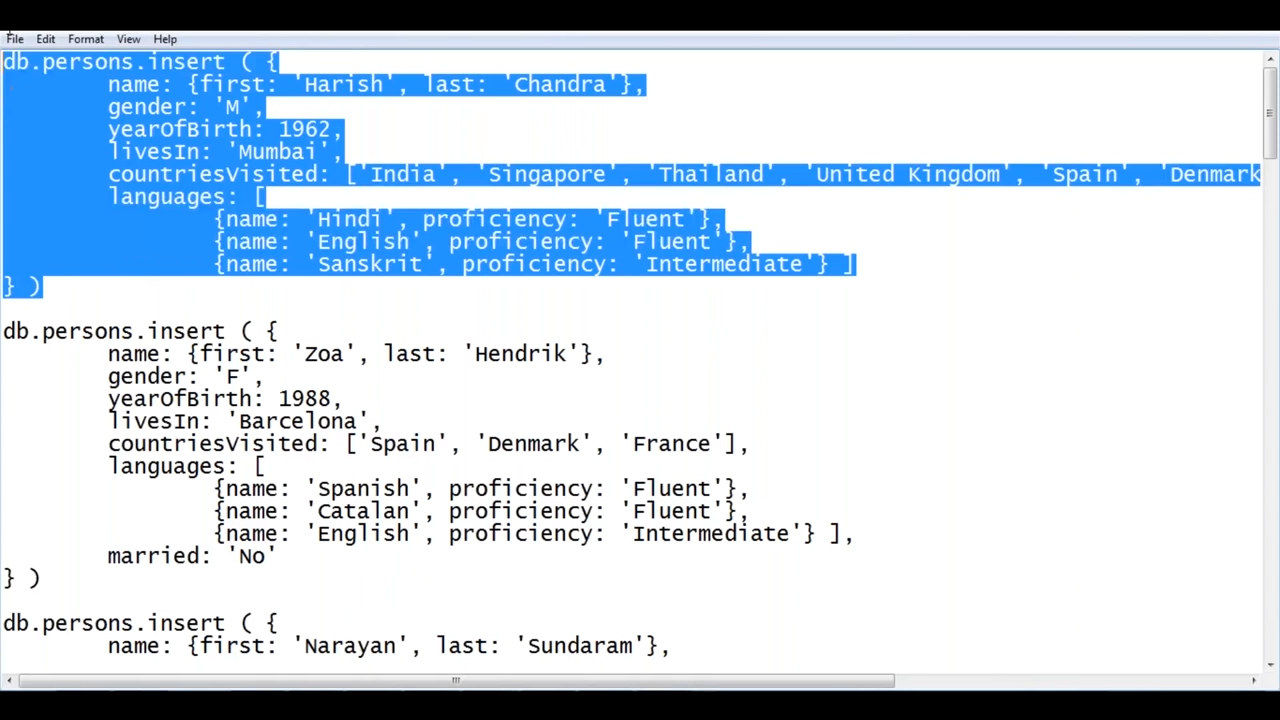 File Edit Format View Help
db.persons.insert ( {
name: {first: 'Harish', last: 'Chandra'},
gender: 'M',
yearOfBirth: 1962,
livesIn: 'Mumbai',
countriesVisited: ['India', 'Singapore', 'Thailand', 'United Kingdom', 'Spain', 'Denmark
languages: [
{name: 'Hindi', proficiency: 'Fluent'},
{name: 'English', proficiency: 'Fluent'},
{name: 'Sanskrit', proficiency: 'Intermediate'} ]
} )
db.persons.insert ( {
name: {first: 'Zoa', last: 'Hendrik'},
gender: 'F',
yearOfBirth: 1988,
livesIn: 'Barcelona',
countriesVisited: ['Spain', 'Denmark', 'France'],
languages: [
{name: 'Spanish', proficiency: 'Fluent'},
{name: 'Catalan', proficiency: 'Fluent'},
{name: 'English', proficiency: 'Intermediate'} ],
married: 'No'
} )
db.persons.insert ( {
name: {first: 'Narayan', last: 'Sundaram'},